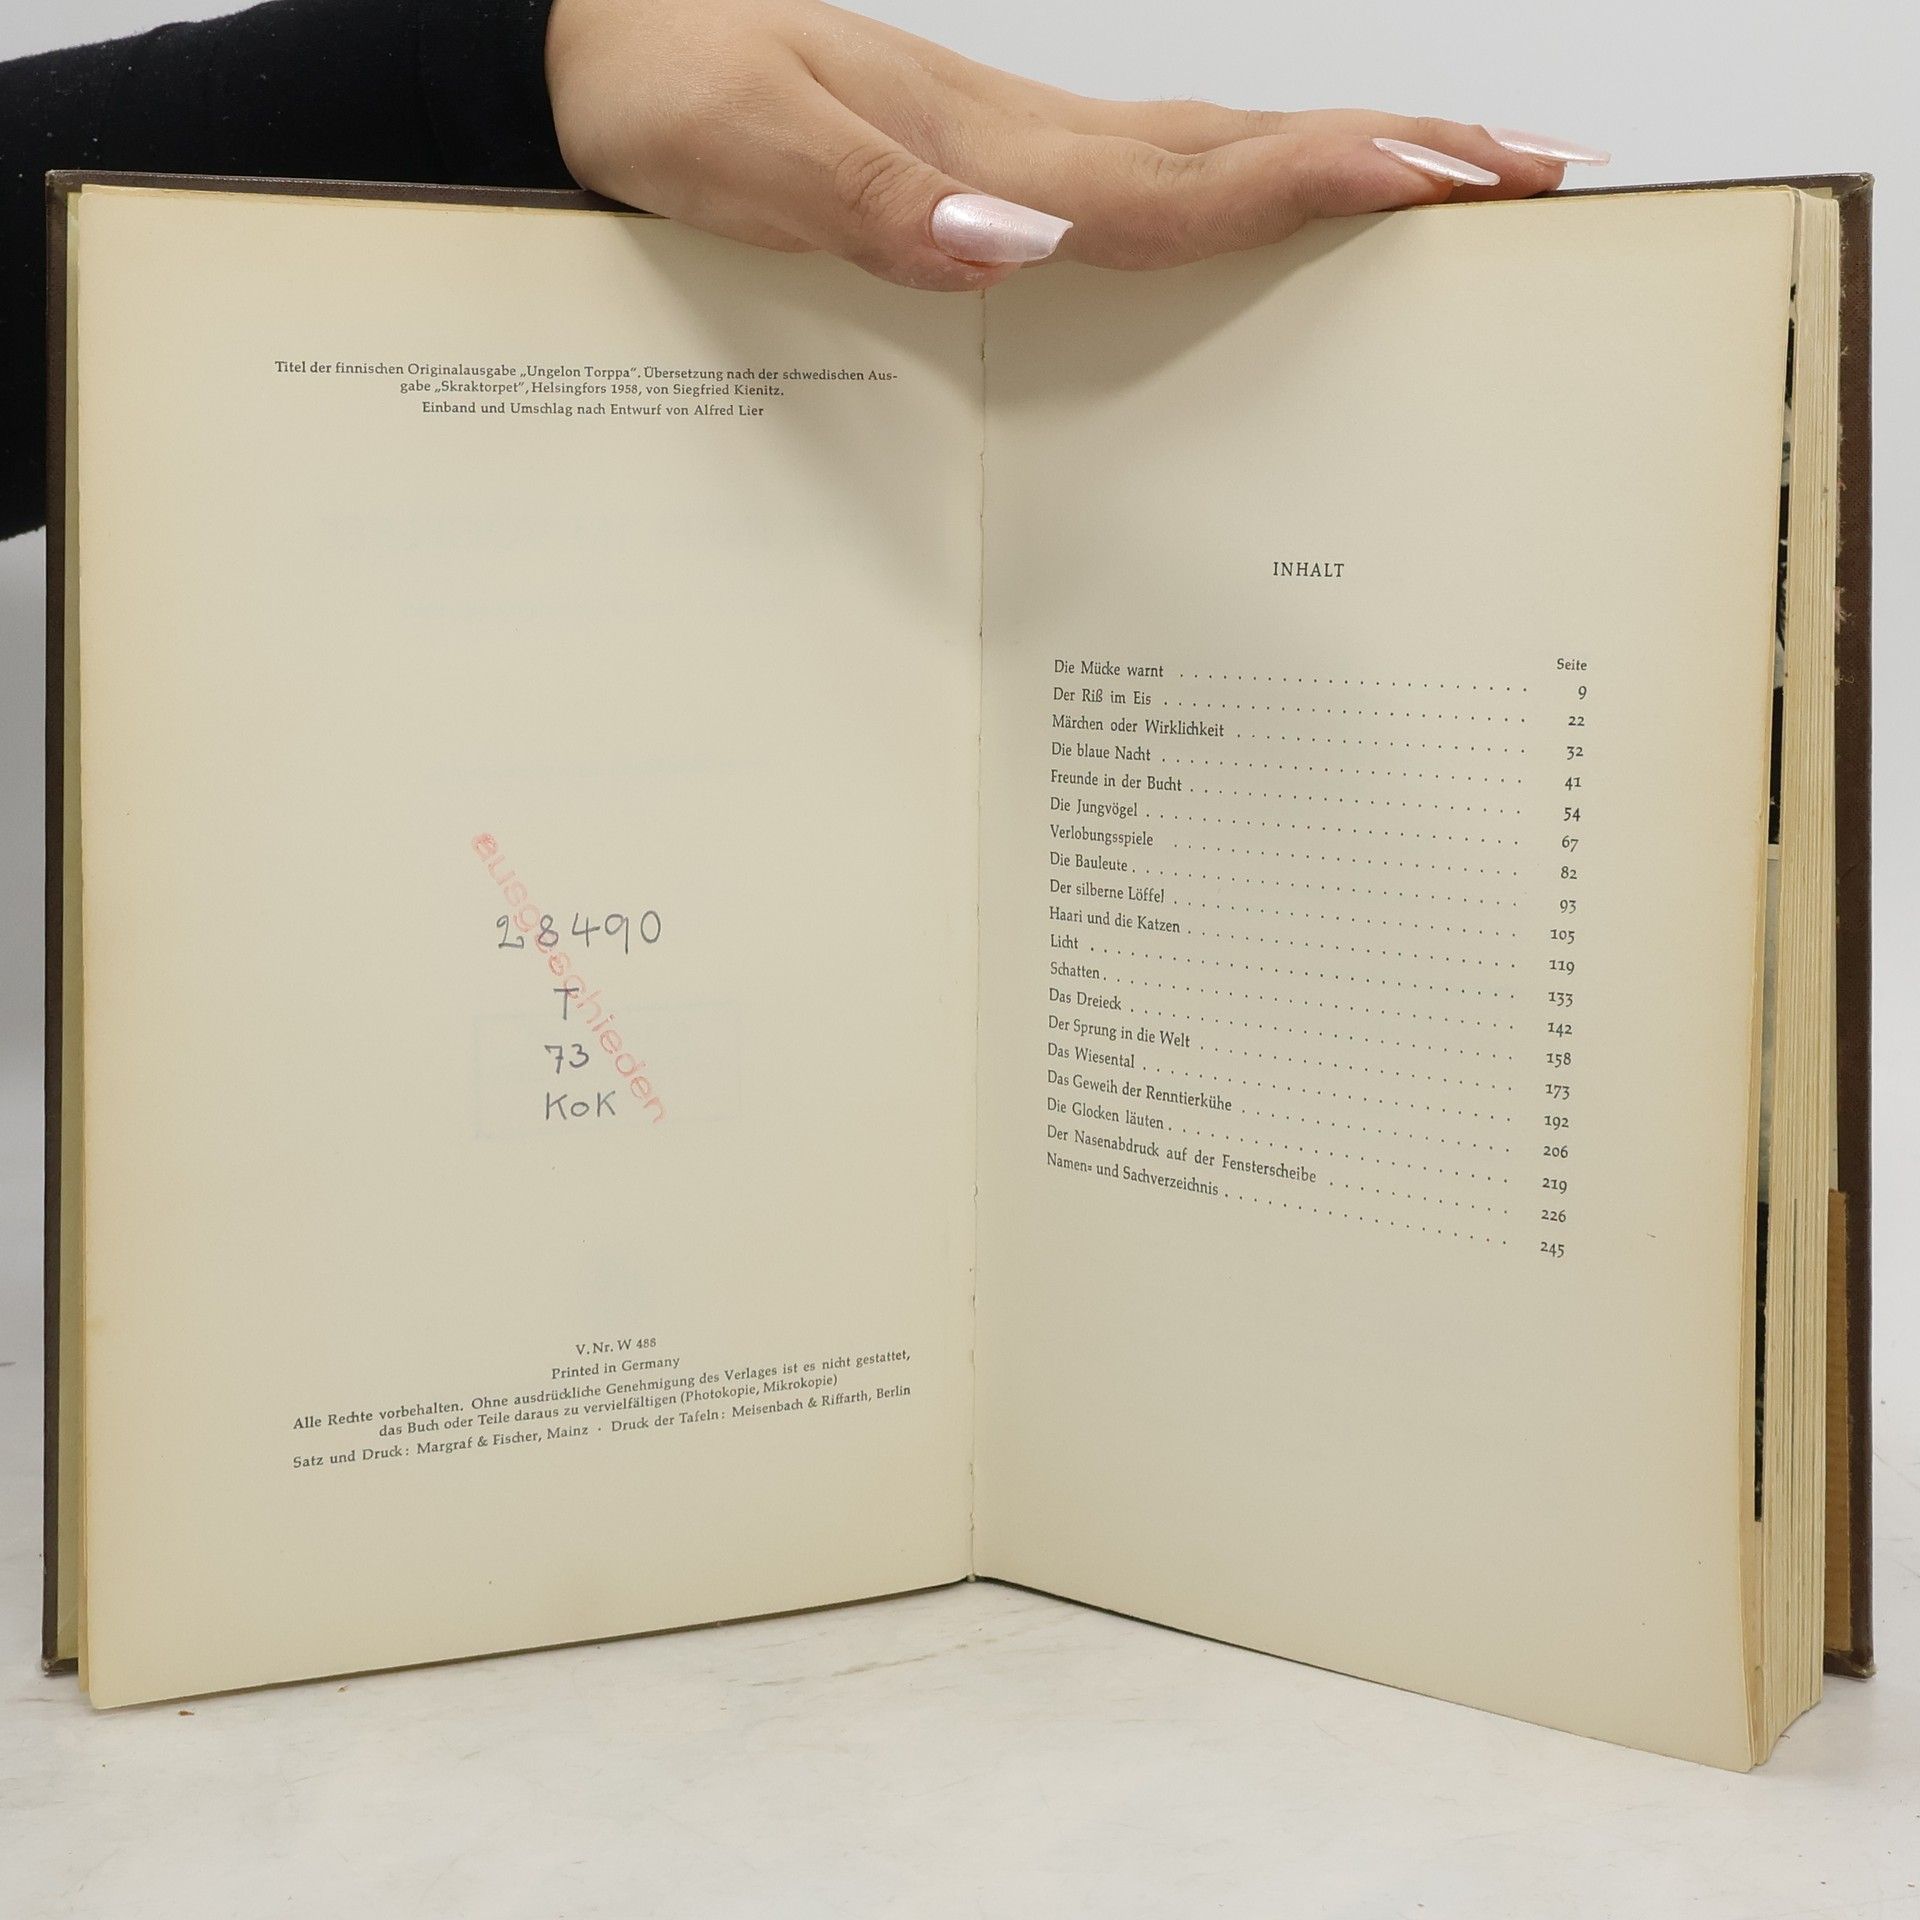 Titel der finnischen Originalausgabe „Ungelon Torppa“. Übersetzung nach der schwedischen Aus-
gabe „Skraktorpet“, Helsingfors 1958, von Siegfried Kienitz.
Einband und Umschlag nach Entwurf von Alfred Lier
ausgeschieden
28490
T
73
KoK
V. Nr. W 488
Printed in Germany
Alle Rechte vorbehalten. Ohne ausdrückliche Genehmigung des Verlages ist es nicht gestattet,
das Buch oder Teile daraus zu vervielfältigen (Photokopie, Mikrokopie)
Satz und Druck: Margraf & Fischer, Mainz · Druck der Tafeln: Meisenbach & Riffarth, Berlin
INHALT
Seite
Die Mücke warnt . . . . . . . . . . . . . . . . . . . . . . . . 9
Der Riß im Eis . . . . . . . . . . . . . . . . . . . . . . . . 22
Märchen oder Wirklichkeit . . . . . . . . . . . . . . . . . . . . 32
Die blaue Nacht . . . . . . . . . . . . . . . . . . . . . . . . 41
Freunde in der Bucht . . . . . . . . . . . . . . . . . . . . . . 54
Die Jungvögel . . . . . . . . . . . . . . . . . . . . . . . . 67
Verlobungsspiele . . . . . . . . . . . . . . . . . . . . . . . . 82
Die Bauleute . . . . . . . . . . . . . . . . . . . . . . . . 93
Der silberne Löffel . . . . . . . . . . . . . . . . . . . . . . . . 105
Haari und die Katzen . . . . . . . . . . . . . . . . . . . . . . 119
Licht . . . . . . . . . . . . . . . . . . . . . . . . 133
Schatten . . . . . . . . . . . . . . . . . . . . . . . . 142
Das Dreieck . . . . . . . . . . . . . . . . . . . . . . . . 158
Der Sprung in die Welt . . . . . . . . . . . . . . . . . . . . . . 173
Das Wiesental . . . . . . . . . . . . . . . . . . . . . . . . 192
Das Geweih der Renntierkühe . . . . . . . . . . . . . . . . . . . 206
Die Glocken läuten . . . . . . . . . . . . . . . . . . . . . . . . 219
Der Nasenabdruck auf der Fensterscheibe . . . . . . . . . . . . . 226
Namen- und Sachverzeichnis . . . . . . . . . . . . . . . . . . . . 245